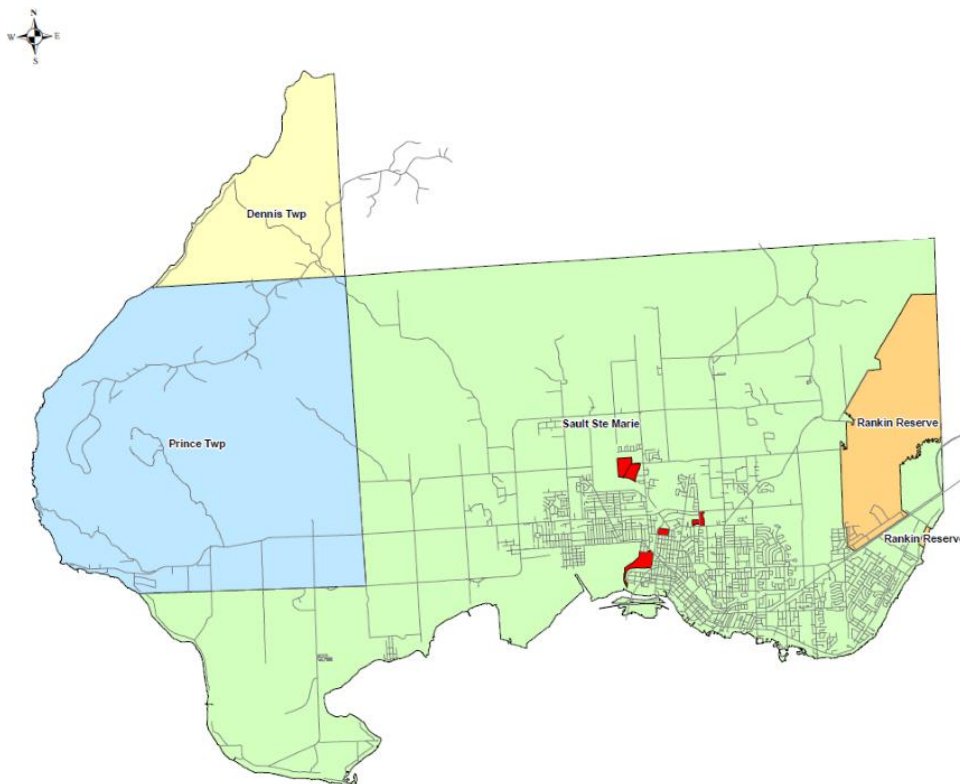 N
W E
S
Dennis Twp
Prince Twp
Sault Ste Marie
Rankin Reserve
Rankin Reserve